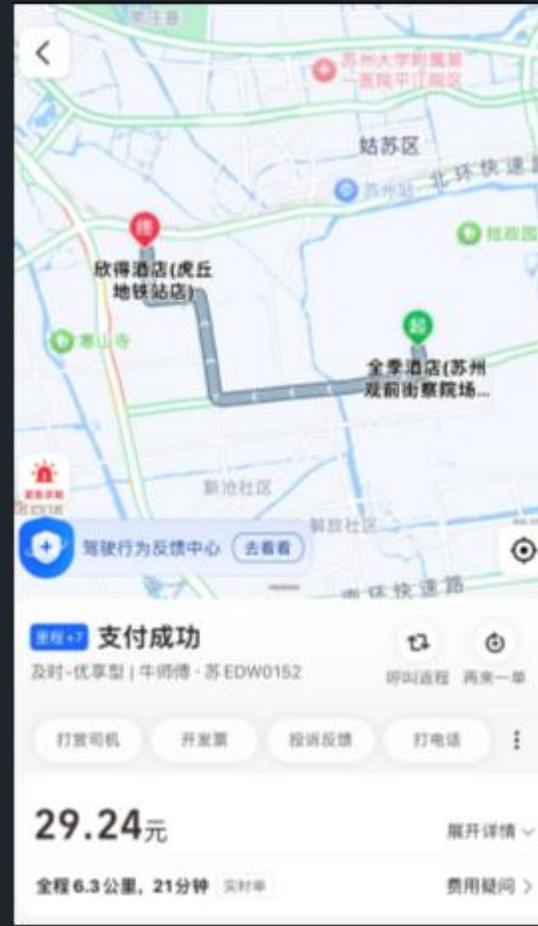 苏州大学附属第
一医院平江院区
姑苏区
苏州站
北环快速路
拙政园
终
欣得酒店(虎丘
地铁站店)
起
寒山寺
全季酒店(苏州
观前街察院场...
新沧社区
解放社区
驾驶行为反馈中心
去看看
南环快速路
里程+7
支付成功
及时-优享型 | 牛师傅 · 苏EDW0152
呼叫返程
再来一单
打赏司机
开发票
投诉反馈
打电话
29.24元
展开详情
全程6.3公里，21分钟
实时单
费用疑问